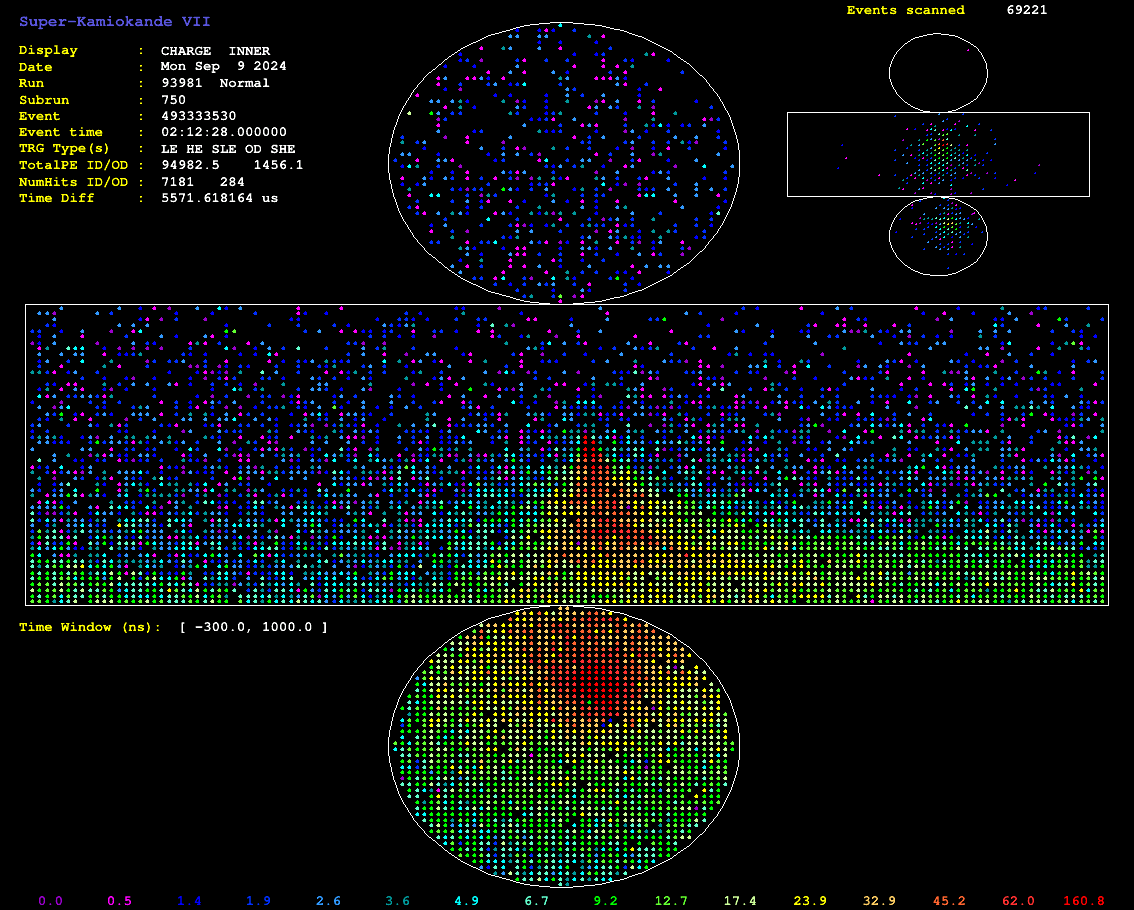 Super-Kamiokande VII
Events scanned 69221
Display : CHARGE INNER
Date : Mon Sep 9 2024
Run : 93981 Normal
Subrun : 750
Event : 493333530
Event time : 02:12:28.000000
TRG Type(s) : LE HE SLE OD SHE
TotalPE ID/OD : 94982.5 1456.1
NumHits ID/OD : 7181 284
Time Diff : 5571.618164 us
Time Window (ns): [ -300.0, 1000.0 ]
0.0 0.5 1.4 1.9 2.6 3.6 4.9 6.7 9.2 12.7 17.4 23.9 32.9 45.2 62.0 160.8